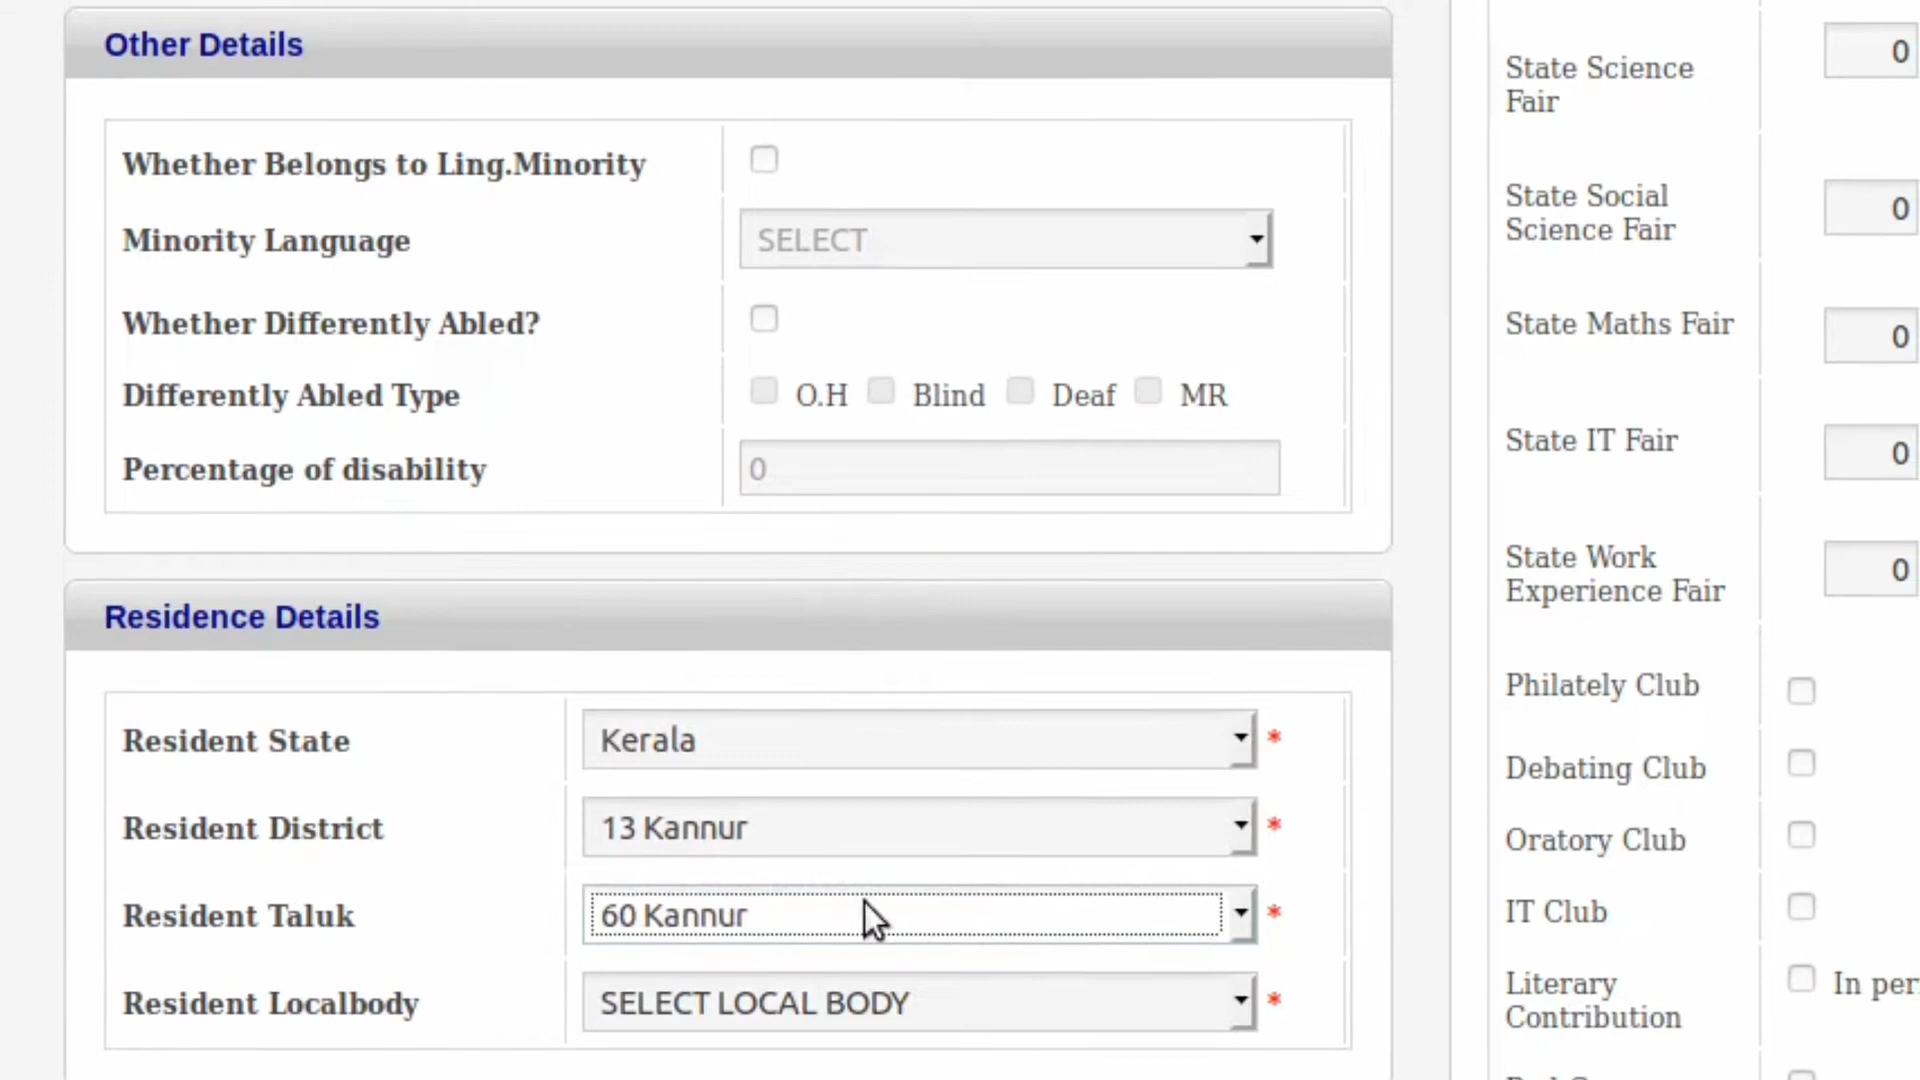 Other Details
Whether Belongs to Ling.Minority
Minority Language SELECT
Whether Differently Abled?
Differently Abled Type O.H Blind Deaf MR
Percentage of disability 0
Residence Details
Resident State Kerala *
Resident District 13 Kannur *
Resident Taluk 60 Kannur *
Resident Localbody SELECT LOCAL BODY *
State Science
Fair 0
State Social
Science Fair 0
State Maths Fair 0
State IT Fair 0
State Work
Experience Fair 0
Philately Club
Debating Club
Oratory Club
IT Club
Literary
Contribution In